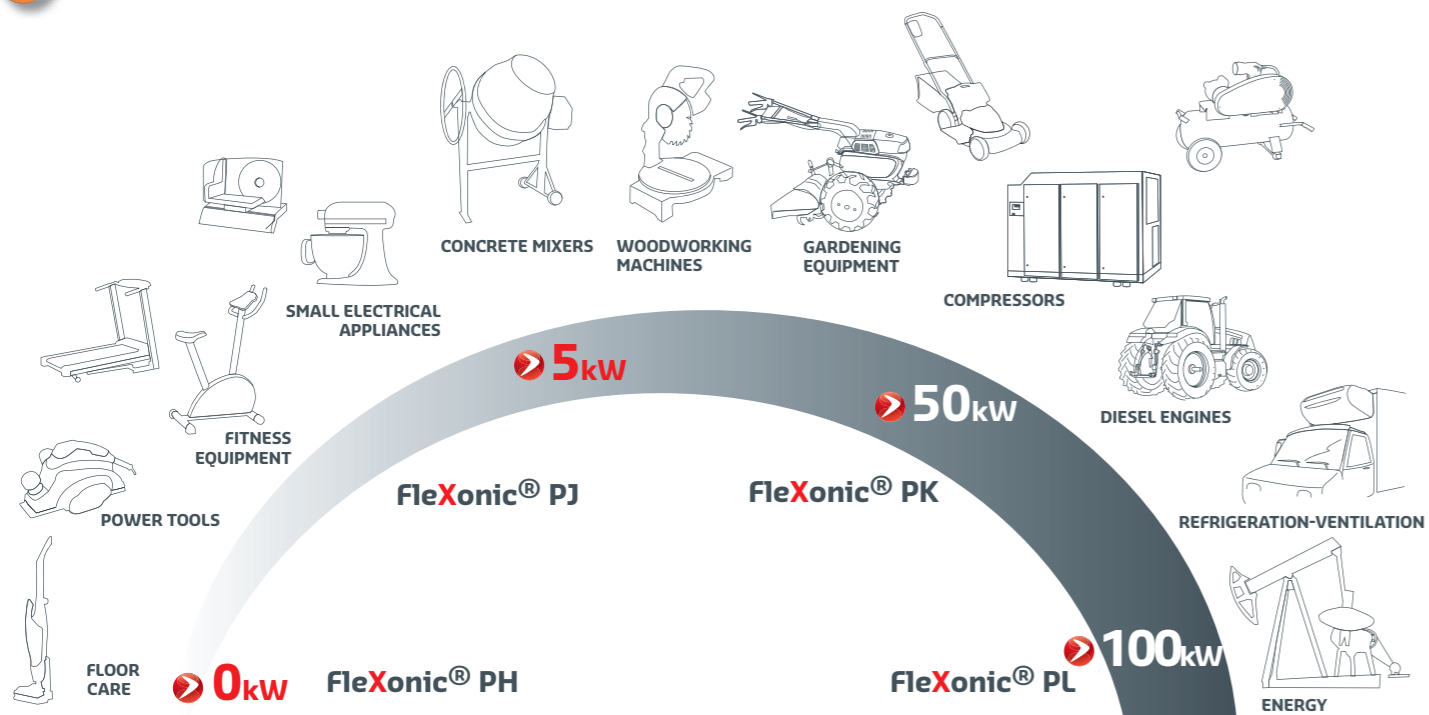 CONCRETE MIXERS
WOODWORKING
MACHINES
GARDENING
EQUIPMENT
COMPRESSORS
SMALL ELECTRICAL
APPLIANCES
5kW
50kW
DIESEL ENGINES
FITNESS
EQUIPMENT
FleXonic® PJ
FleXonic® PK
POWER TOOLS
REFRIGERATION-VENTILATION
FLOOR
CARE
0kW
FleXonic® PH
FleXonic® PL
100kW
ENERGY